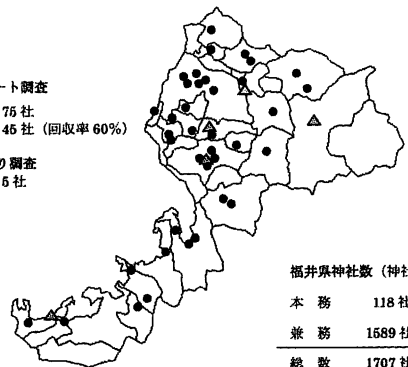 ート調査
75 社
45 社（回収率 60%）
り調査
5 社
福井県神社数（神社
本 務 118 社
兼 務 1589 社
総 数 1707 社